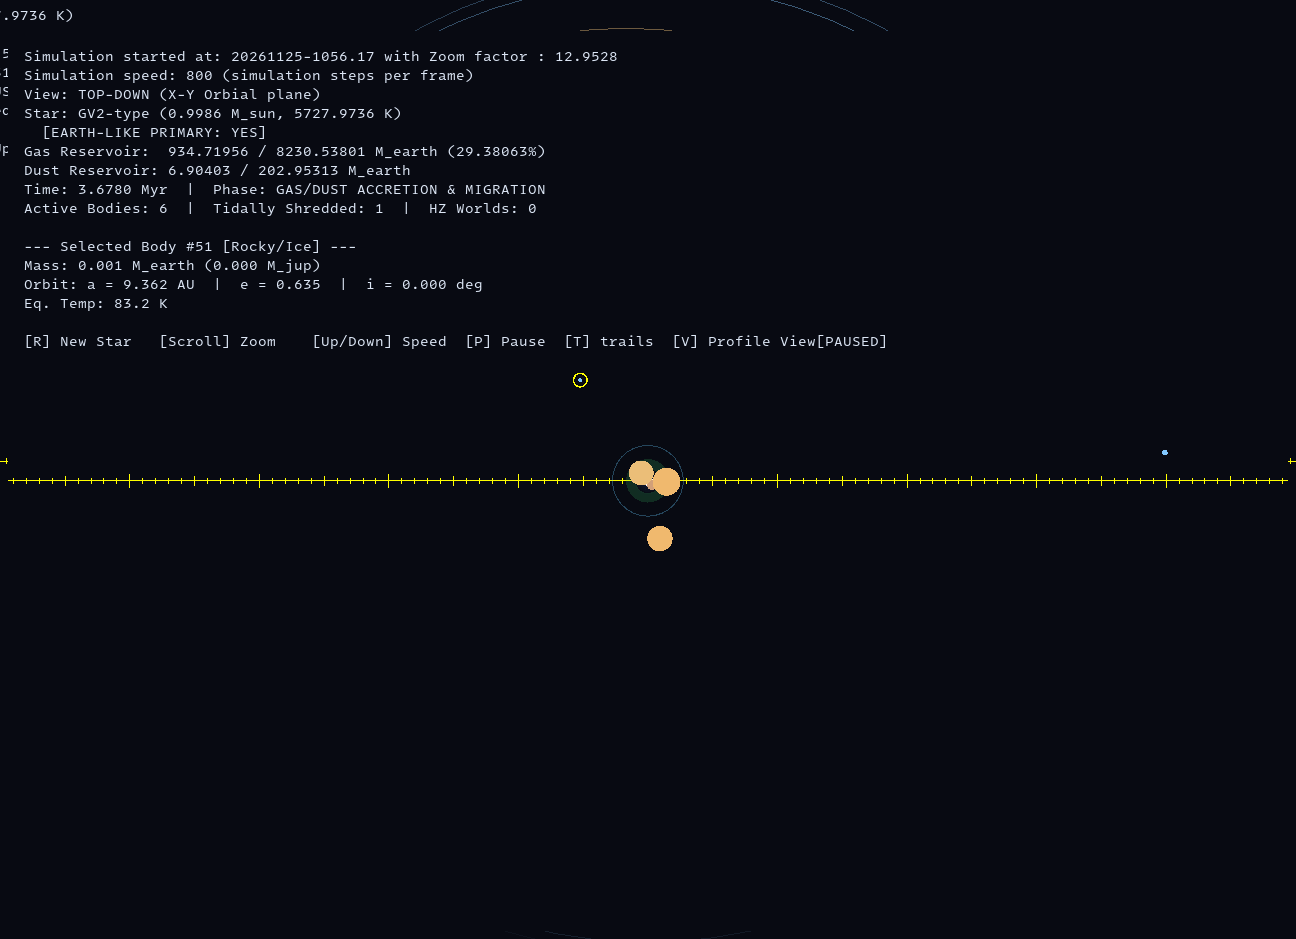 .9736 K)
Simulation started at: 20261125-1056.17 with Zoom factor : 12.9528
Simulation speed: 800 (simulation steps per frame)
View: TOP-DOWN (X-Y Orbial plane)
Star: GV2-type (0.9986 M_sun, 5727.9736 K)
[EARTH-LIKE PRIMARY: YES]
Gas Reservoir:  934.71956 / 8230.53801 M_earth (29.38063%)
Dust Reservoir: 6.90403 / 202.95313 M_earth
Time: 3.6780 Myr  |  Phase: GAS/DUST ACCRETION & MIGRATION
Active Bodies: 6  |  Tidally Shredded: 1  |  HZ Worlds: 0
--- Selected Body #51 [Rocky/Ice] ---
Mass: 0.001 M_earth (0.000 M_jup)
Orbit: a = 9.362 AU  |  e = 0.635  |  i = 0.000 deg
Eq. Temp: 83.2 K
[R] New Star   [Scroll] Zoom    [Up/Down] Speed  [P] Pause  [T] trails  [V] Profile View[PAUSED]